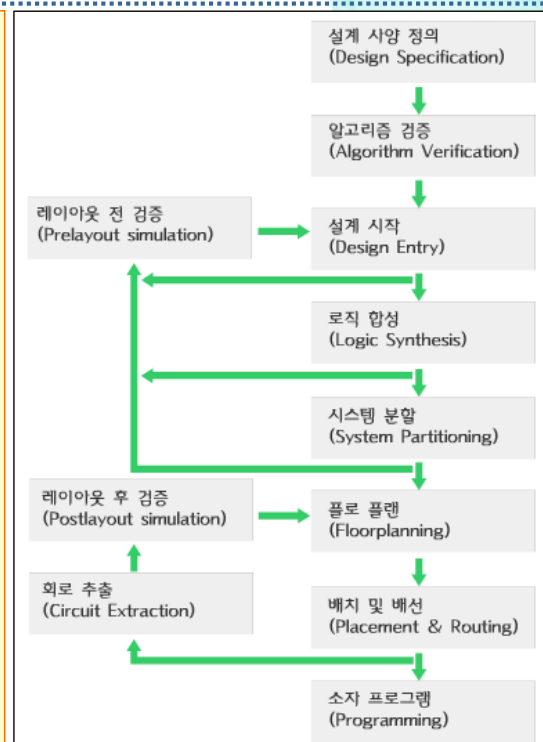 설계 사양 정의
(Design Specification)
알고리즘 검증
(Algorithm Verification)
레이아웃 전 검증
(Prelayout simulation)
설계 시작
(Design Entry)
로직 합성
(Logic Synthesis)
시스템 분할
(System Partitioning)
레이아웃 후 검증
(Postlayout simulation)
플로 플랜
(Floorplanning)
회로 추출
(Circuit Extraction)
배치 및 배선
(Placement & Routing)
소자 프로그램
(Programming)